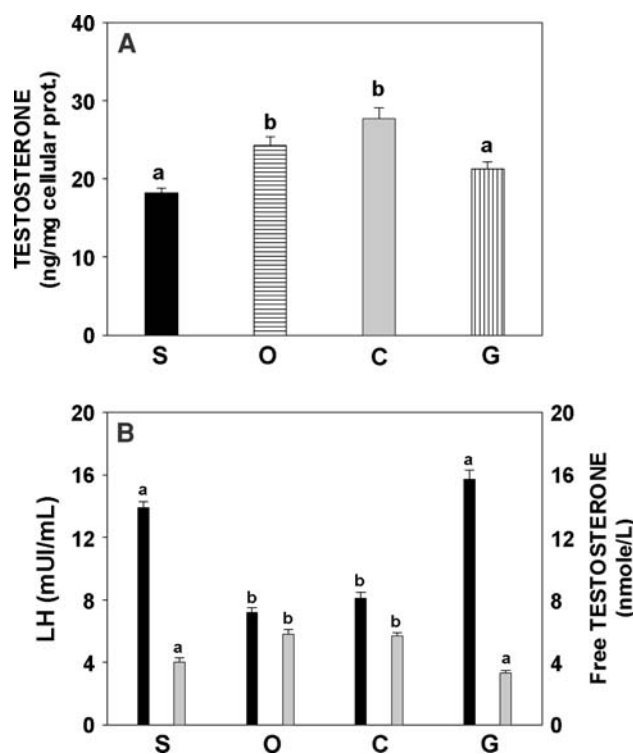 A
TESTOSTERONE
(ng/mg cellular prot.)
40
30
20
10
0
a
b
b
a
S O C G
B
LH (mUI/mL)
20
16
12
8
4
0
a
a
b
b
b
b
a
a
S O C G
20
16
12
8
4
0
Free TESTOSTERONE
(nmole/L)